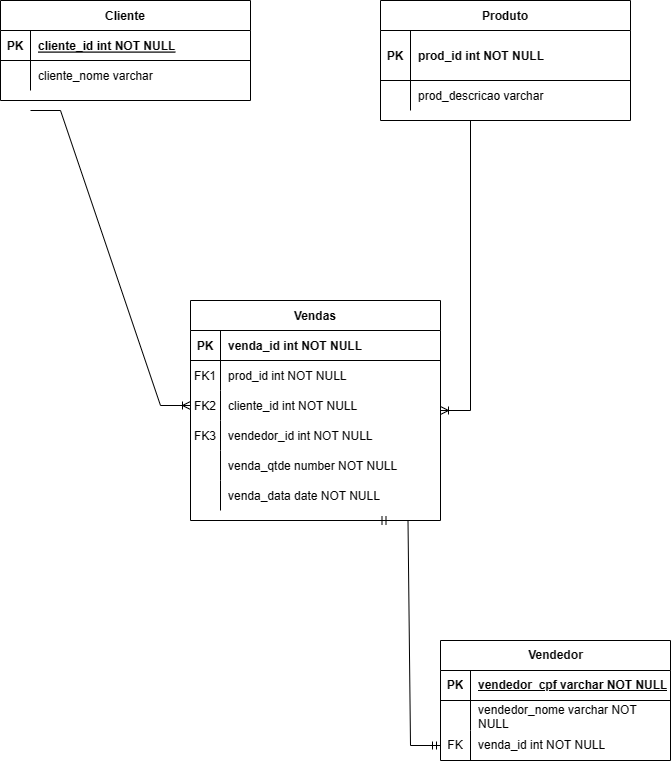 Cliente
PK cliente_id int NOT NULL
cliente_nome varchar
Produto
PK prod_id int NOT NULL
prod_descricao varchar
Vendas
PK venda_id int NOT NULL
FK1 prod_id int NOT NULL
FK2 cliente_id int NOT NULL
FK3 vendedor_id int NOT NULL
venda_qtde number NOT NULL
venda_data date NOT NULL
Vendedor
PK vendedor_cpf varchar NOT NULL
vendedor_nome varchar NOT
NULL
FK venda_id int NOT NULL